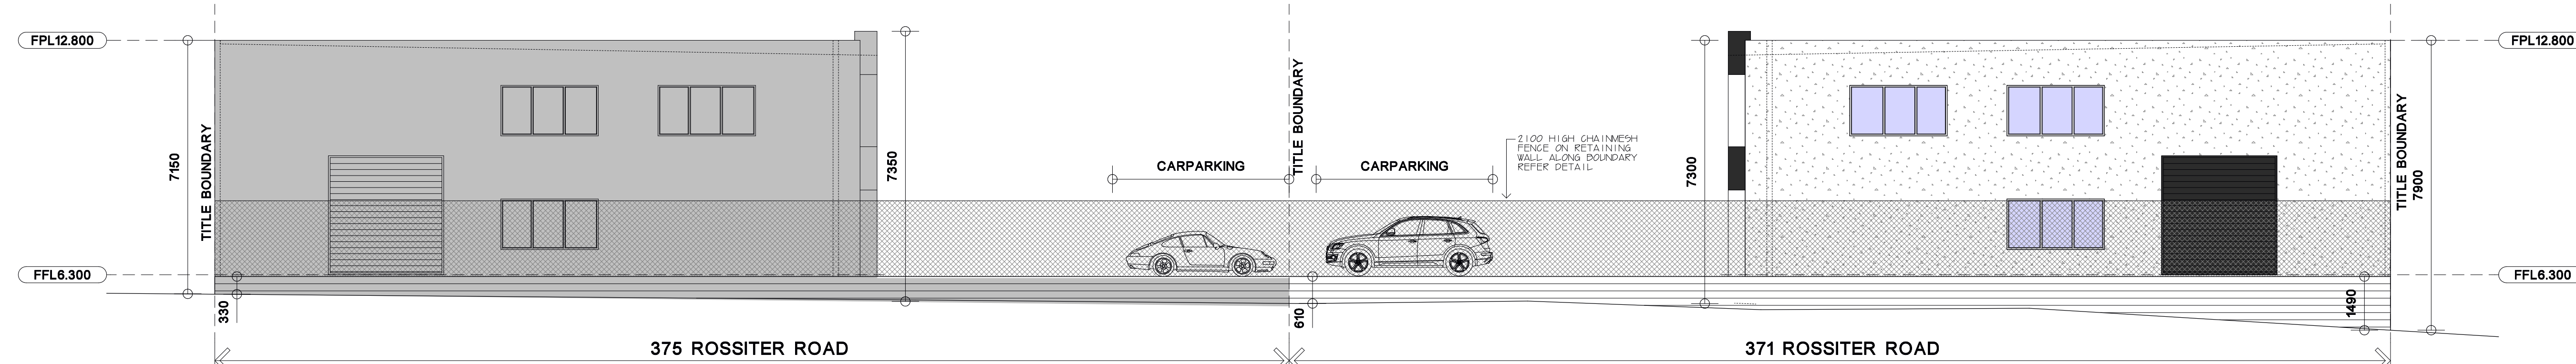 FPL12.800
7150
TITLE BOUNDARY
FFL6.300
330
7350
CARPARKING
TITLE BOUNDARY
CARPARKING
2100 HIGH CHAINMESH
FENCE ON RETAINING
WALL ALONG BOUNDARY
REFER DETAIL
610
7300
1490
TITLE BOUNDARY
7900
FPL12.800
FFL6.300
375 ROSSITER ROAD
371 ROSSITER ROAD